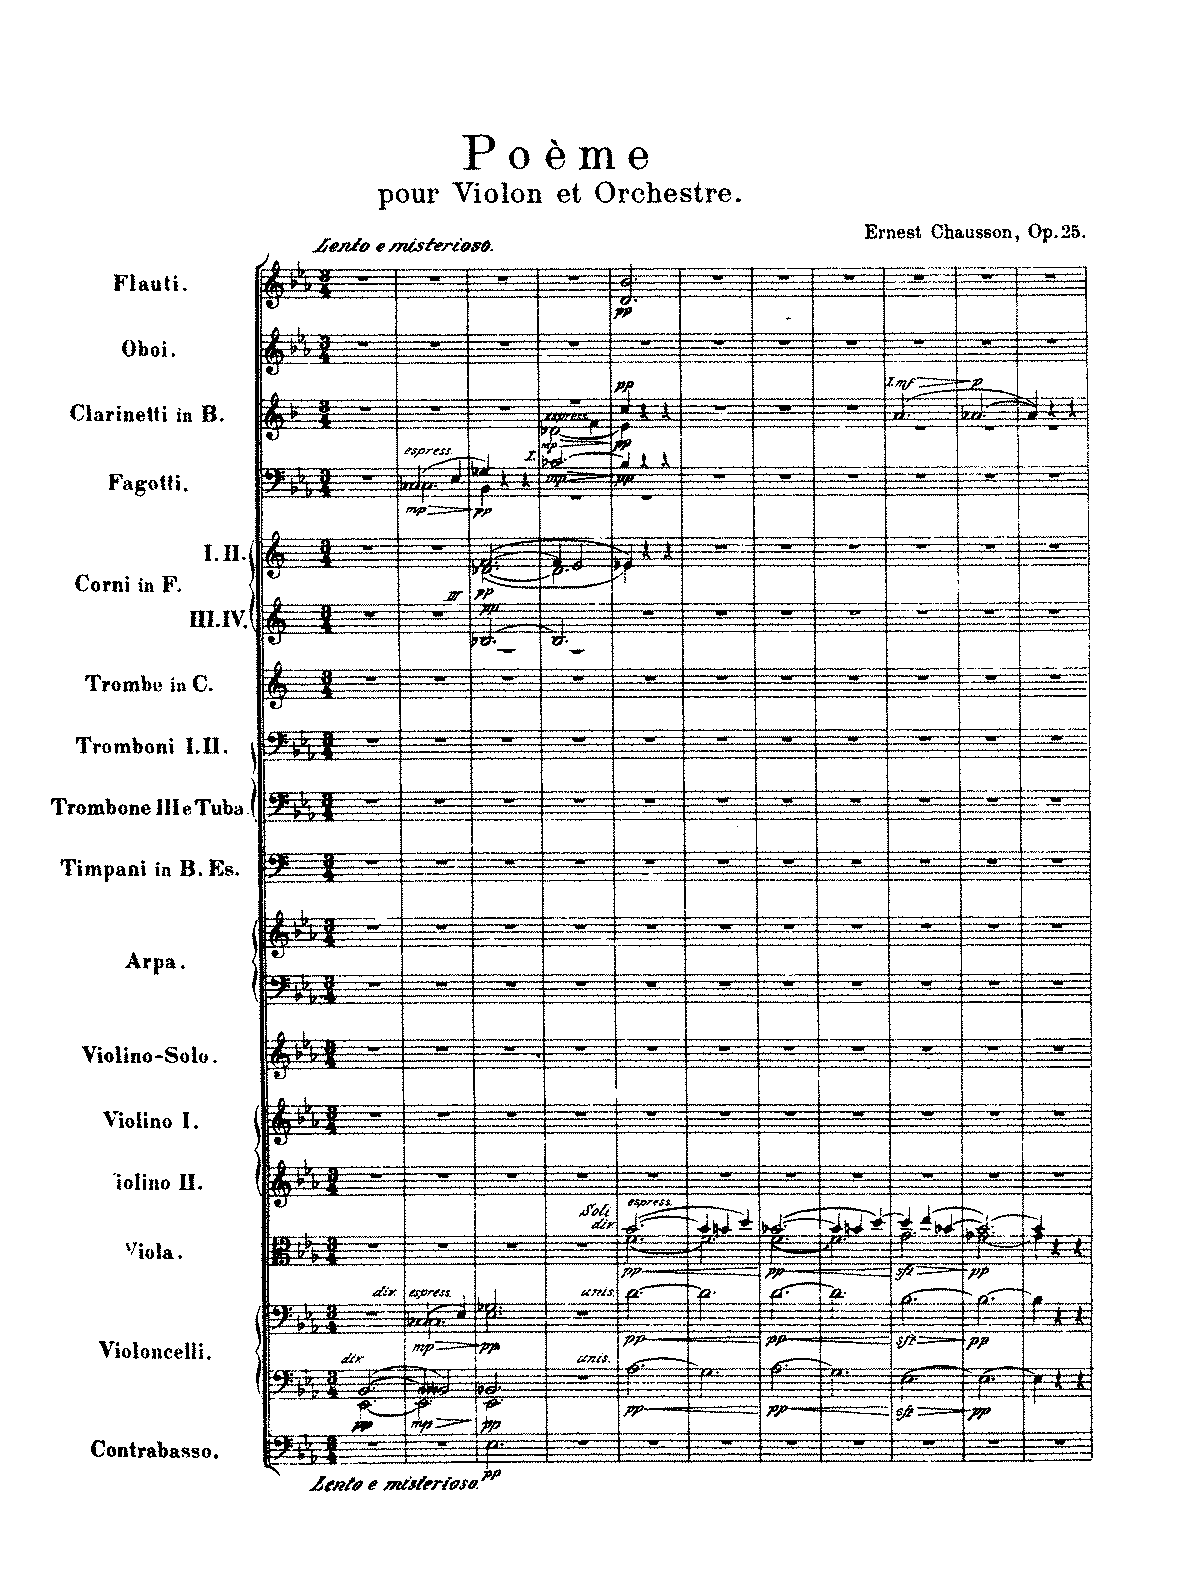 Poème
pour Violon et Orchestre.
Ernest Chausson, Op. 25.
Lento e misterioso.
Flauti.
pp
Oboi.
I. mf p
pp
Clarinetti in B.
espress.
mp pp
espress. I.
Fagotti.
mp pp mp pp
I. II.
Corni in F.
III pp
pp
III. IV.
Trombe in C.
Tromboni I. II.
Trombone III e Tuba.
Timpani in B. Es.
Arpa.
Violino-Solo.
Violino I.
iolino II.
Soli espress.
div.
Viola.
pp pp sfz pp
div. espress. unis.
mp pp pp pp sfz pp
Violoncelli.
div. unis.
pp mp pp pp pp sfz pp
Contrabasso.
pp
Lento e misterioso.